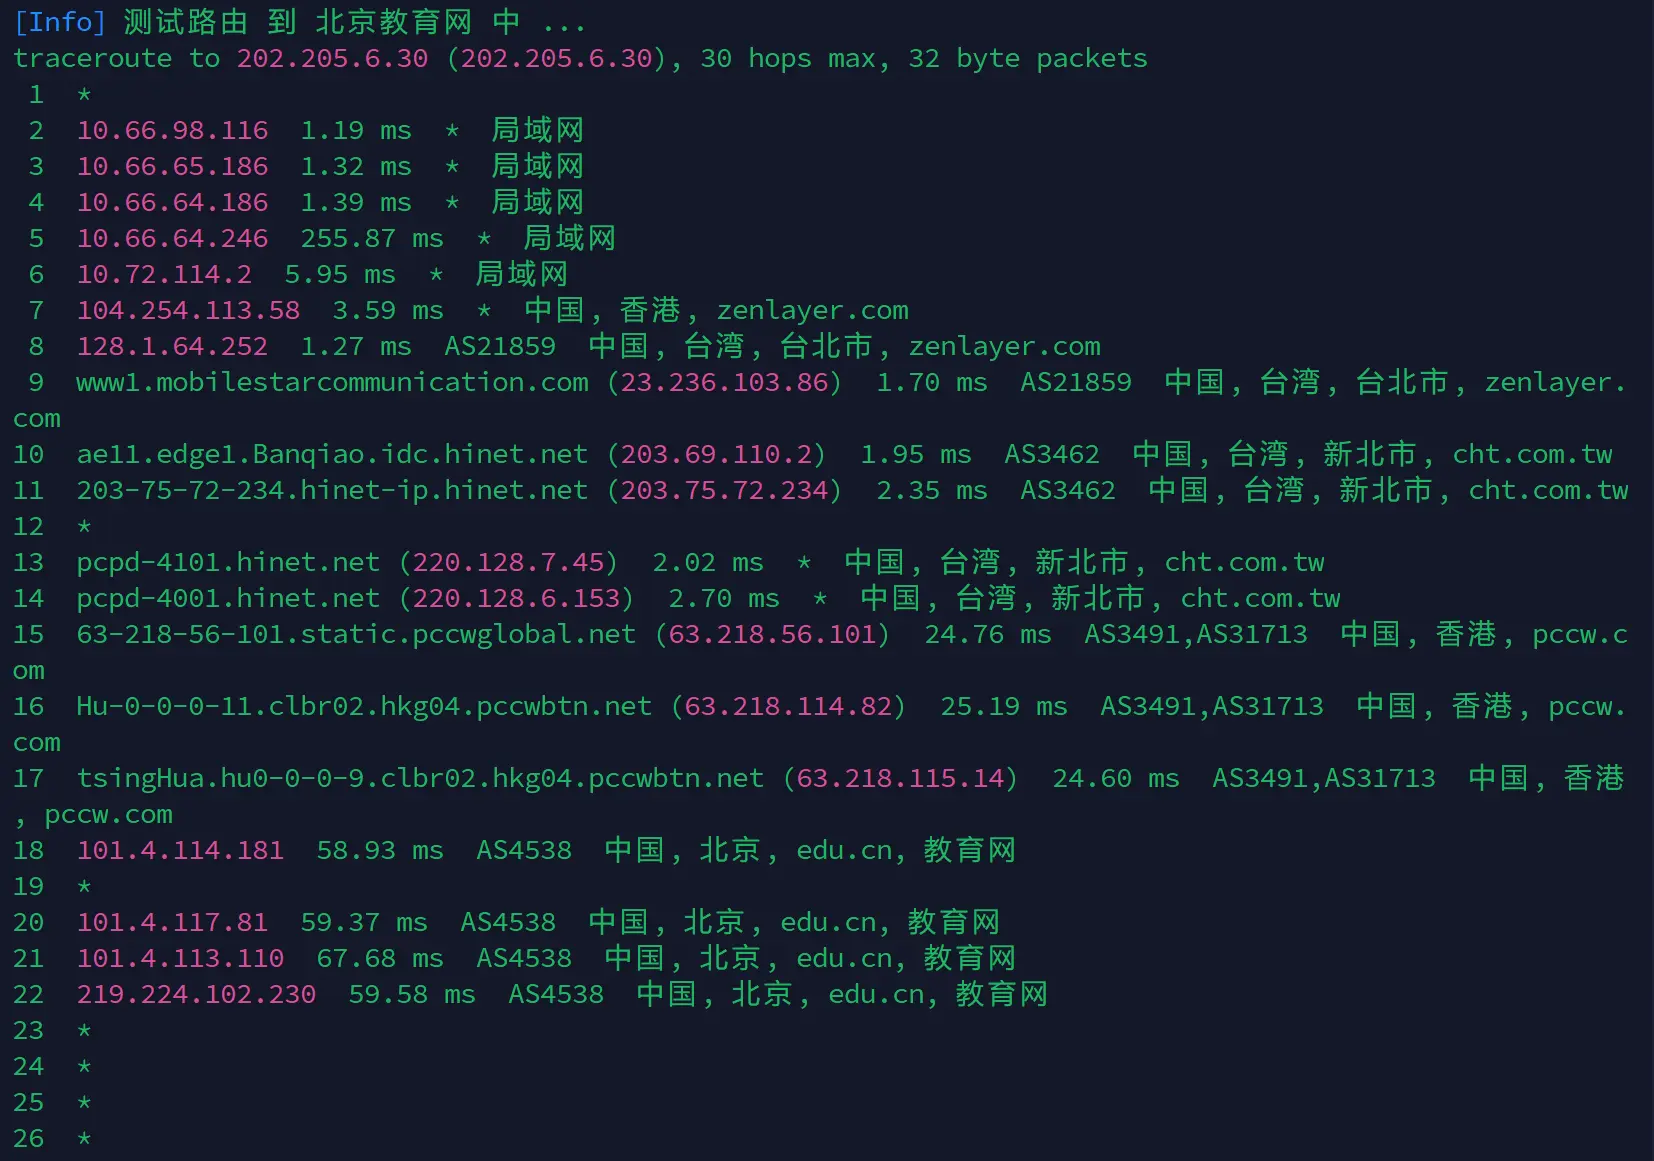 [Info] 测试路由 到 北京教育网 中 ...
traceroute to 202.205.6.30 (202.205.6.30), 30 hops max, 32 byte packets
1 *
2 10.66.98.116 1.19 ms * 局域网
3 10.66.65.186 1.32 ms * 局域网
4 10.66.64.186 1.39 ms * 局域网
5 10.66.64.246 255.87 ms * 局域网
6 10.72.114.2 5.95 ms * 局域网
7 104.254.113.58 3.59 ms * 中国, 香港, zenlayer.com
8 128.1.64.252 1.27 ms AS21859 中国, 台湾, 台北市, zenlayer.com
9 www1.mobilestarcommunication.com (23.236.103.86) 1.70 ms AS21859 中国, 台湾, 台北市, zenlayer.
com
10 ae11.edge1.Banqiao.idc.hinet.net (203.69.110.2) 1.95 ms AS3462 中国, 台湾, 新北市, cht.com.tw
11 203-75-72-234.hinet-ip.hinet.net (203.75.72.234) 2.35 ms AS3462 中国, 台湾, 新北市, cht.com.tw
12 *
13 pcpd-4101.hinet.net (220.128.7.45) 2.02 ms * 中国, 台湾, 新北市, cht.com.tw
14 pcpd-4001.hinet.net (220.128.6.153) 2.70 ms * 中国, 台湾, 新北市, cht.com.tw
15 63-218-56-101.static.pccwglobal.net (63.218.56.101) 24.76 ms AS3491,AS31713 中国, 香港, pccw.c
om
16 Hu-0-0-0-11.clbr02.hkg04.pccwbtn.net (63.218.114.82) 25.19 ms AS3491,AS31713 中国, 香港, pccw.
com
17 tsingHua.hu0-0-0-9.clbr02.hkg04.pccwbtn.net (63.218.115.14) 24.60 ms AS3491,AS31713 中国, 香港
, pccw.com
18 101.4.114.181 58.93 ms AS4538 中国, 北京, edu.cn, 教育网
19 *
20 101.4.117.81 59.37 ms AS4538 中国, 北京, edu.cn, 教育网
21 101.4.113.110 67.68 ms AS4538 中国, 北京, edu.cn, 教育网
22 219.224.102.230 59.58 ms AS4538 中国, 北京, edu.cn, 教育网
23 *
24 *
25 *
26 *